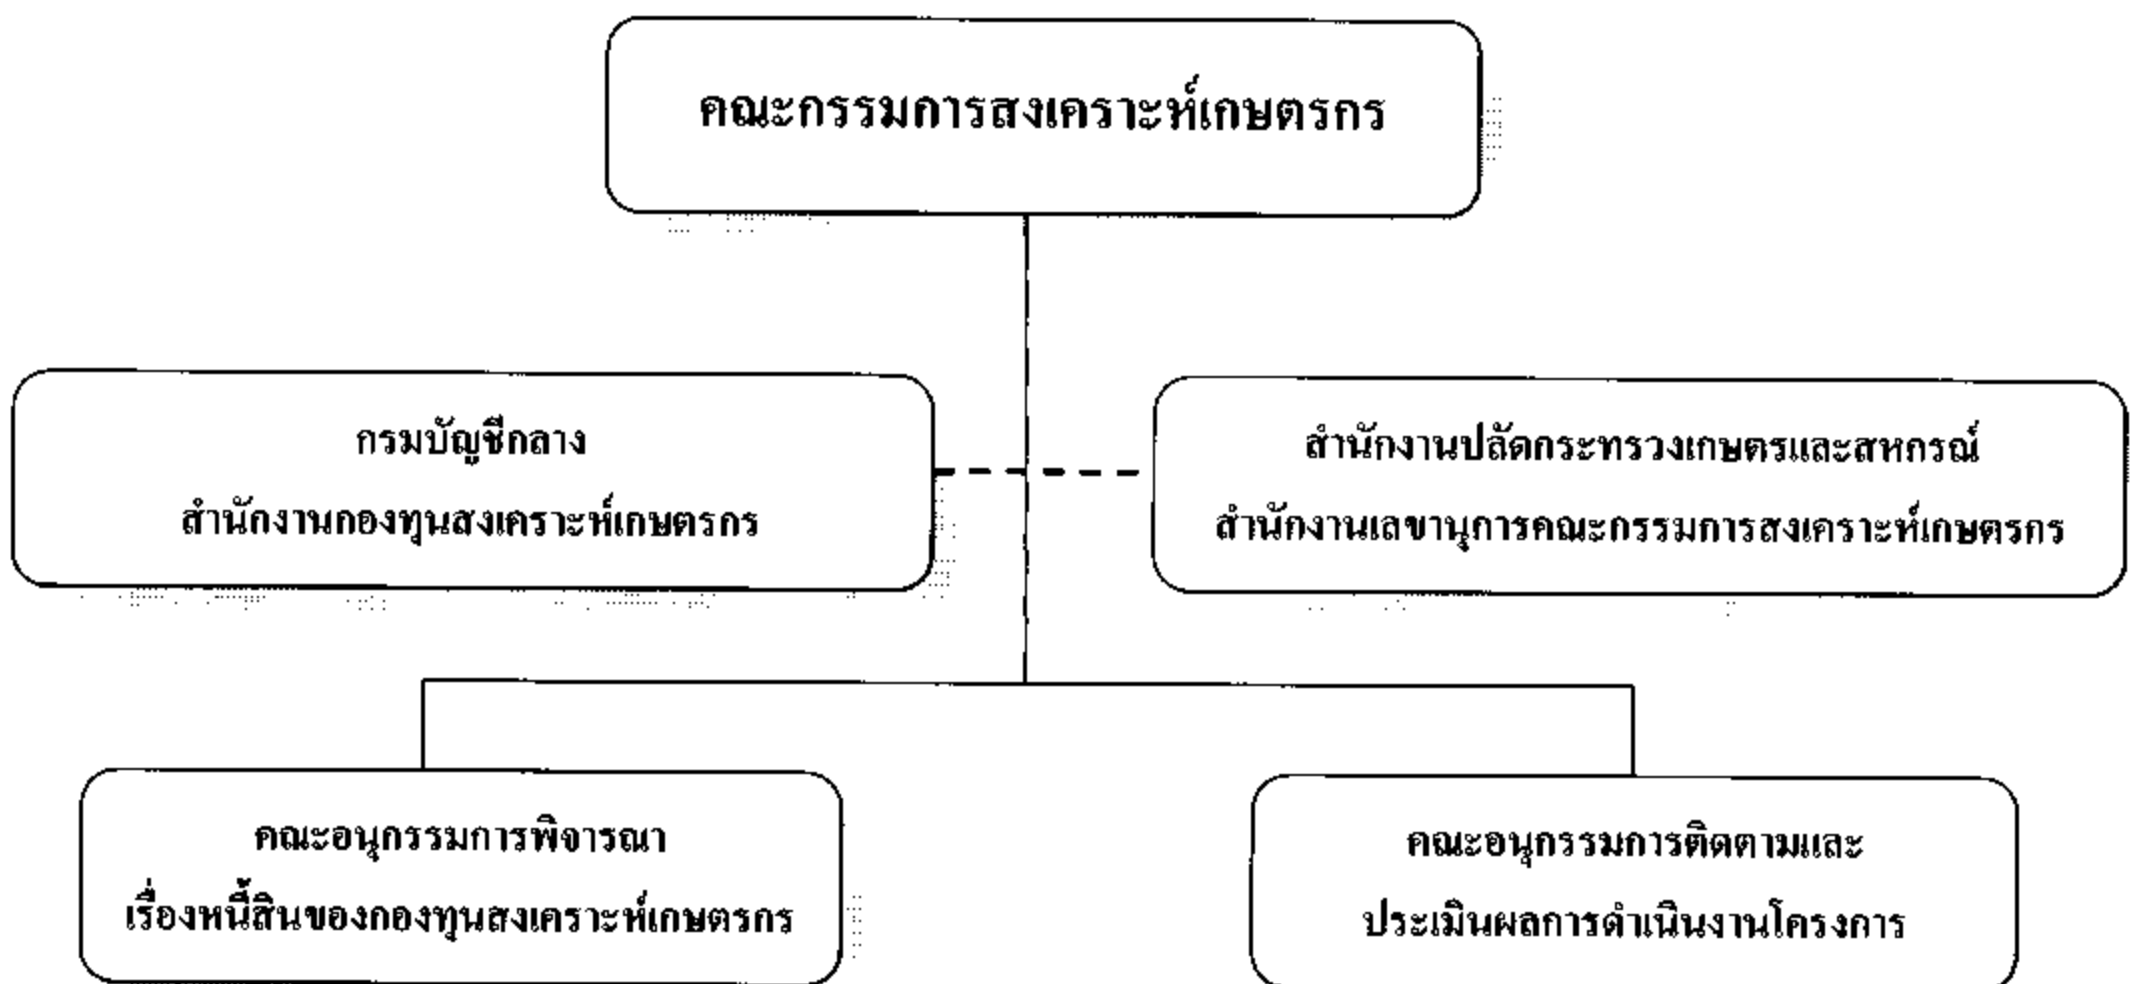 คณะกรรมการสงเคราะห์เกษตรกร
กรมบัญชีกลาง
สำนักงานกองทุนสงเคราะห์เกษตรกร
สำนักงานปลัดกระทรวงเกษตรและสหกรณ์
สำนักงานเลขานุการคณะกรรมการสงเคราะห์เกษตรกร
คณะอนุกรรมการพิจารณา
เรื่องหนี้สินของกองทุนสงเคราะห์เกษตรกร
คณะอนุกรรมการติดตามและ
ประเมินผลการดำเนินงานโครงการ